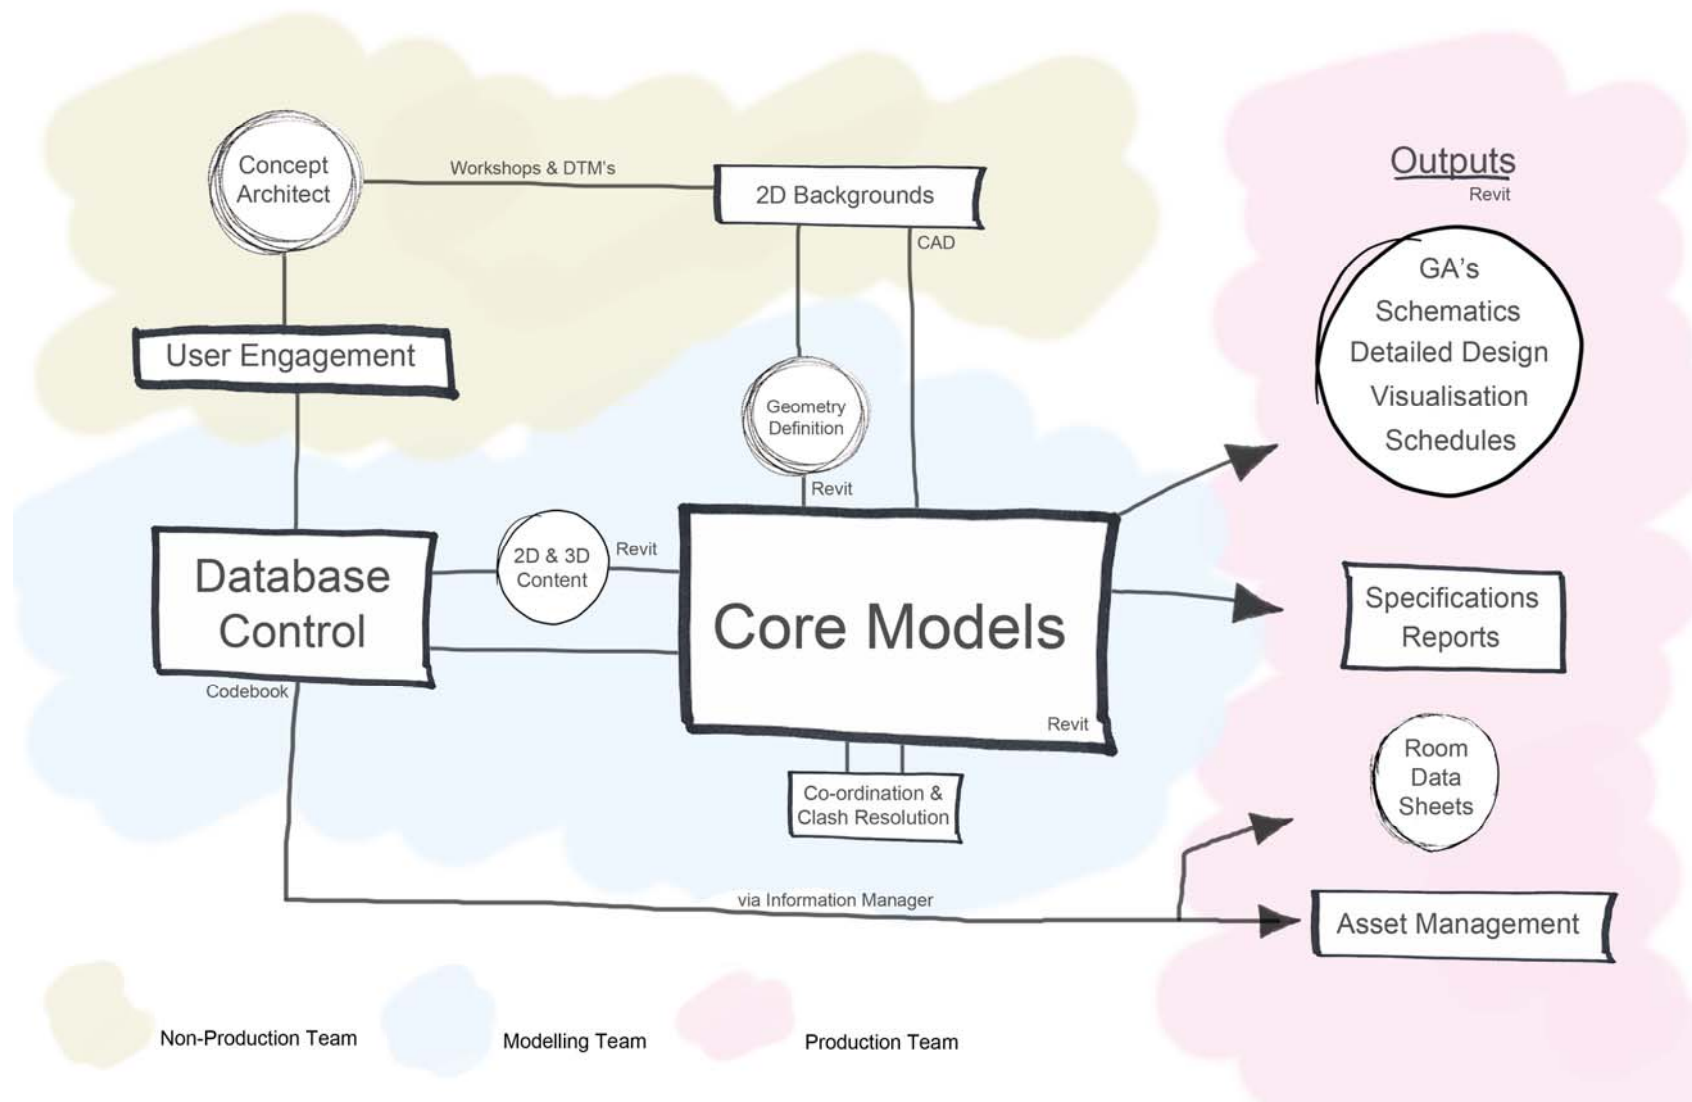 Concept
Architect
Workshops & DTM's
2D Backgrounds
CAD
Outputs
Revit
GA's
Schematics
Detailed Design
Visualisation
Schedules
User Engagement
Geometry
Definition
Revit
Database
Control
Codebook
2D & 3D
Content
Revit
Core Models
Revit
Specifications
Reports
Co-ordination &
Clash Resolution
Room
Data
Sheets
via Information Manager
Asset Management
Non-Production Team
Modelling Team
Production Team